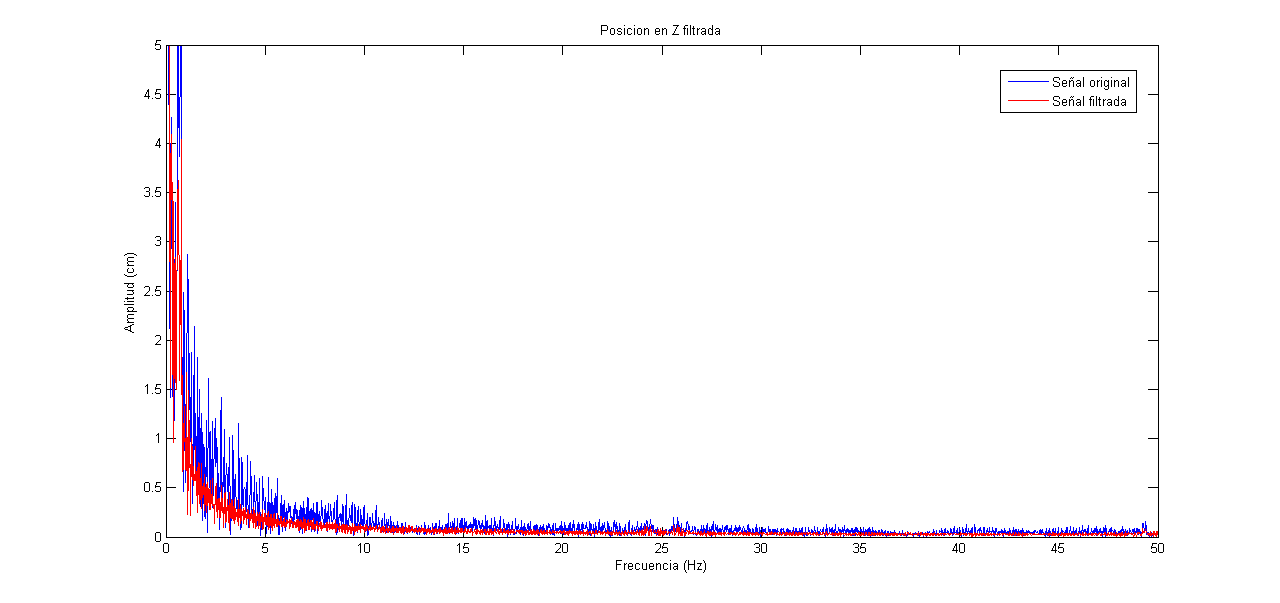 Posicion en Z filtrada
Señal original
Señal filtrada
Amplitud (cm)
5
4.5
4
3.5
3
2.5
2
1.5
1
0.5
0
0 5 10 15 20 25 30 35 40 45 50
Frecuencia (Hz)